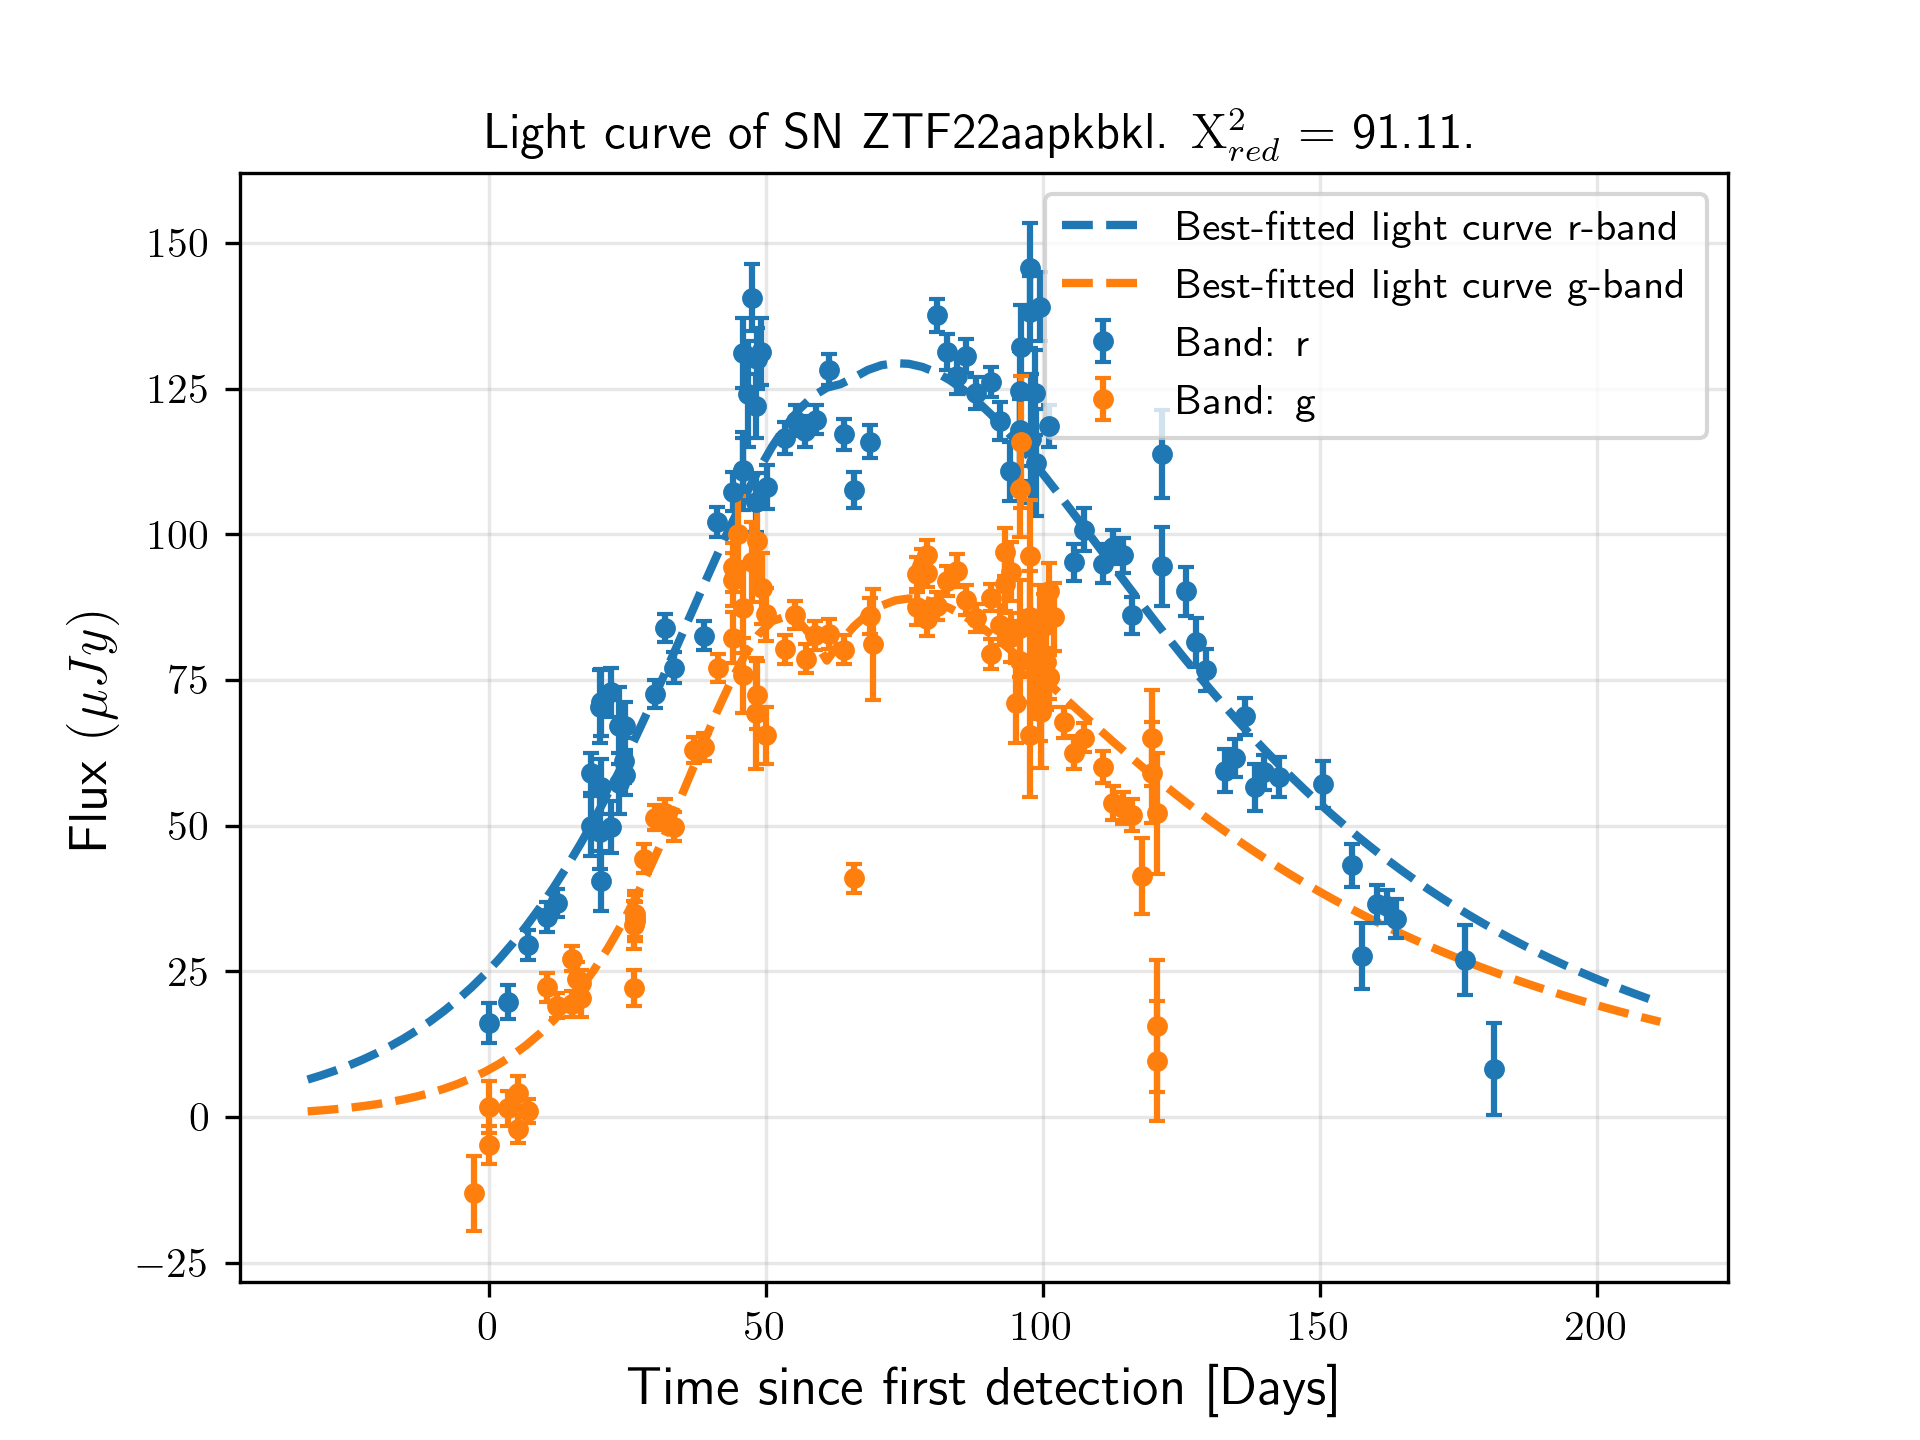 Light curve of SN ZTF22aapkbkl. X²_red = 91.11.
Best-fitted light curve r-band
Best-fitted light curve g-band
Band: r
Band: g
150
125
100
75
50
25
0
−25
Flux (μJy)
0 50 100 150 200
Time since first detection [Days]